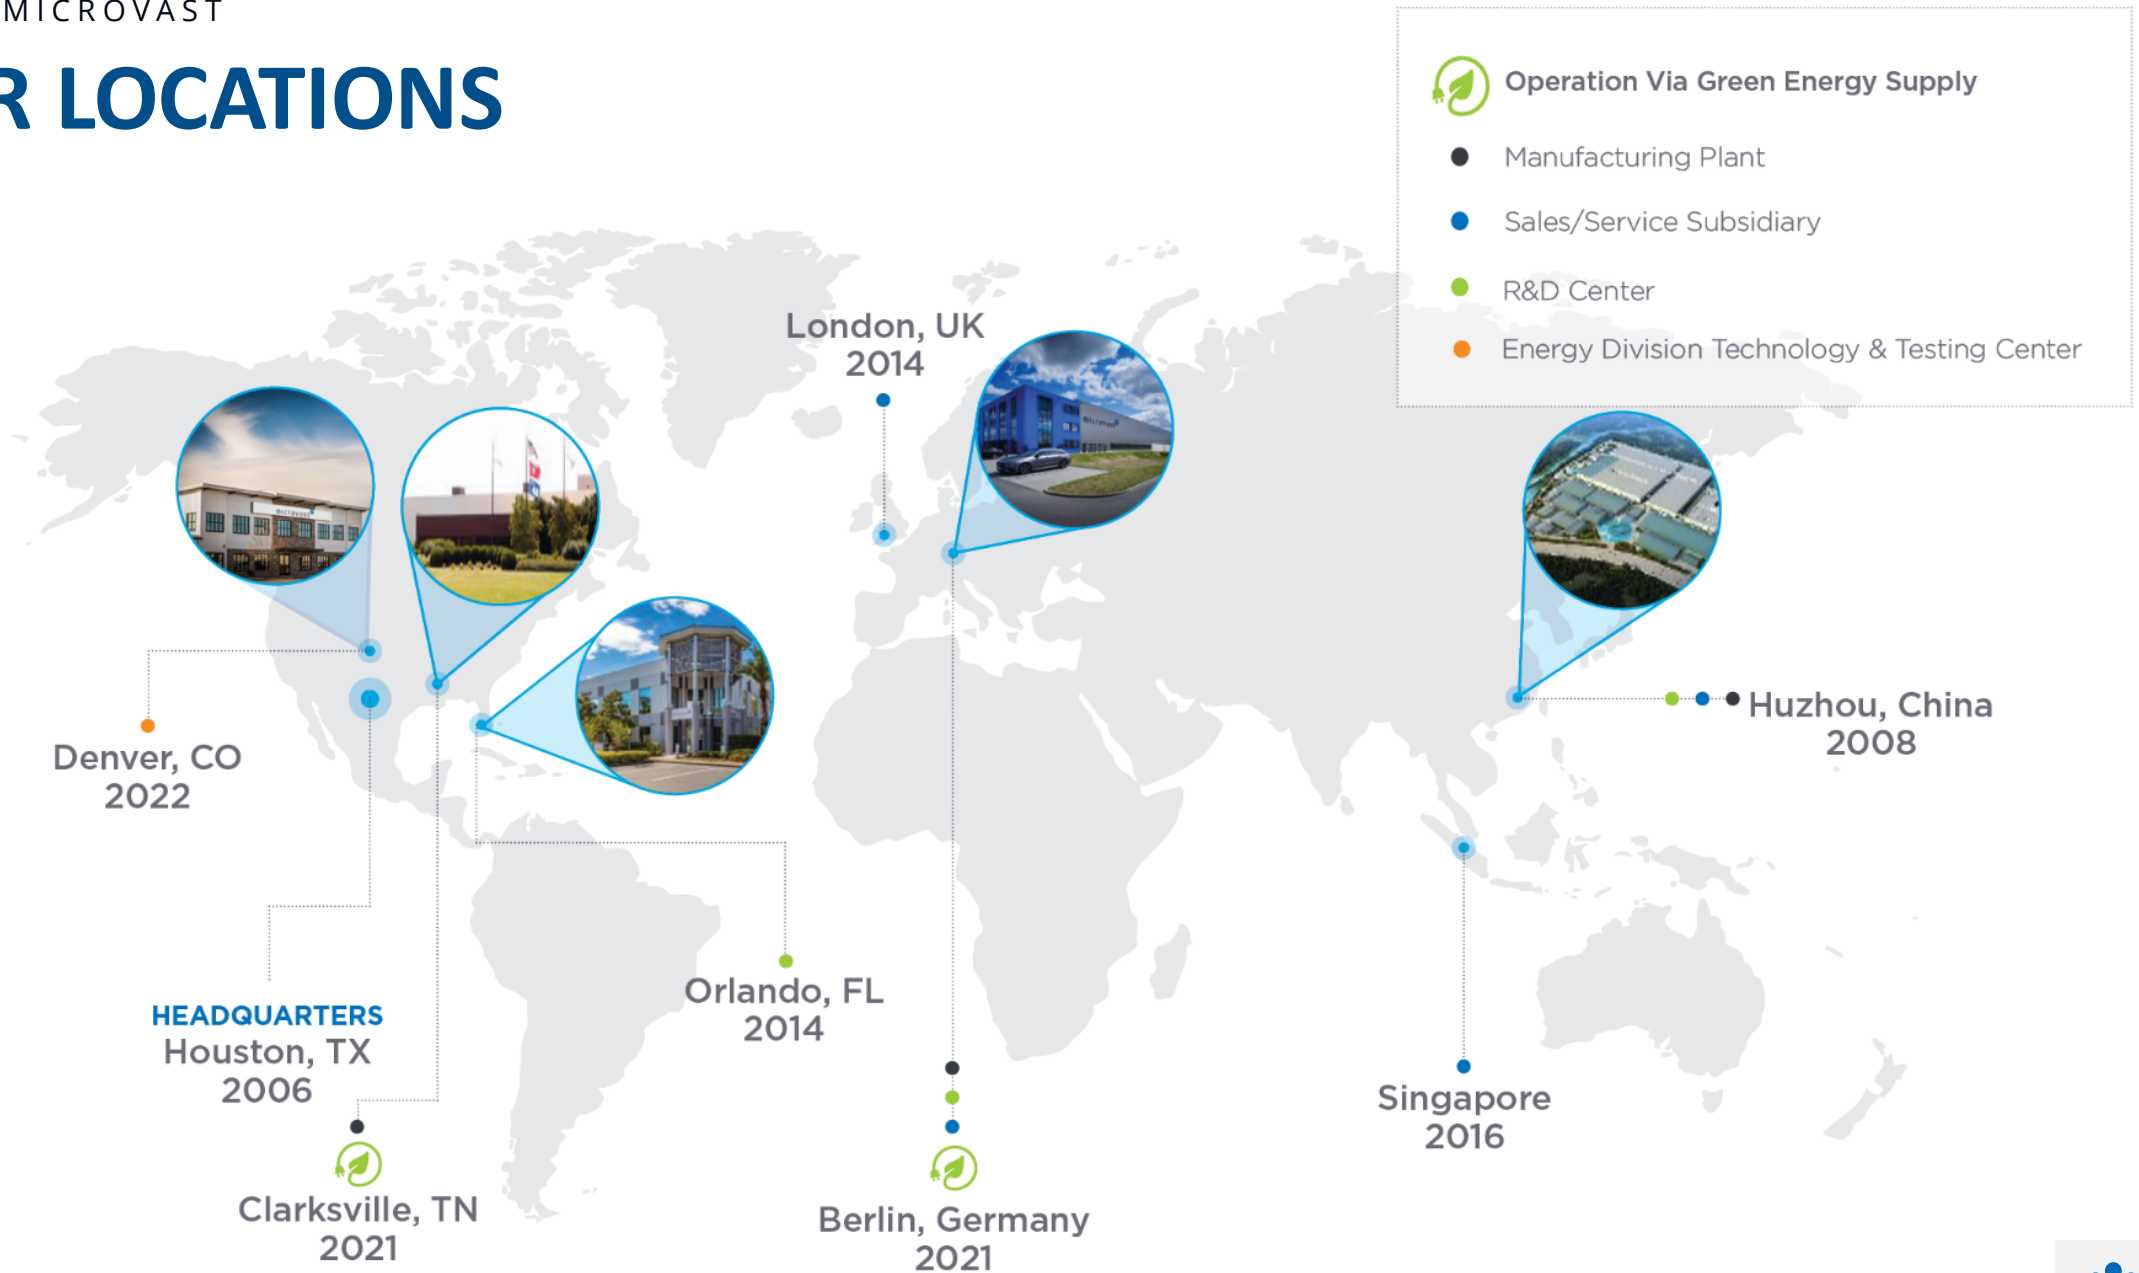 MICROVAST
R LOCATIONS
Operation Via Green Energy Supply
Manufacturing Plant
Sales/Service Subsidiary
R&D Center
Energy Division Technology & Testing Center
London, UK
2014
Denver, CO
2022
Huzhou, China
2008
HEADQUARTERS
Houston, TX
2006
Orlando, FL
2014
Singapore
2016
Clarksville, TN
2021
Berlin, Germany
2021
MICROVAST
MICROVAST